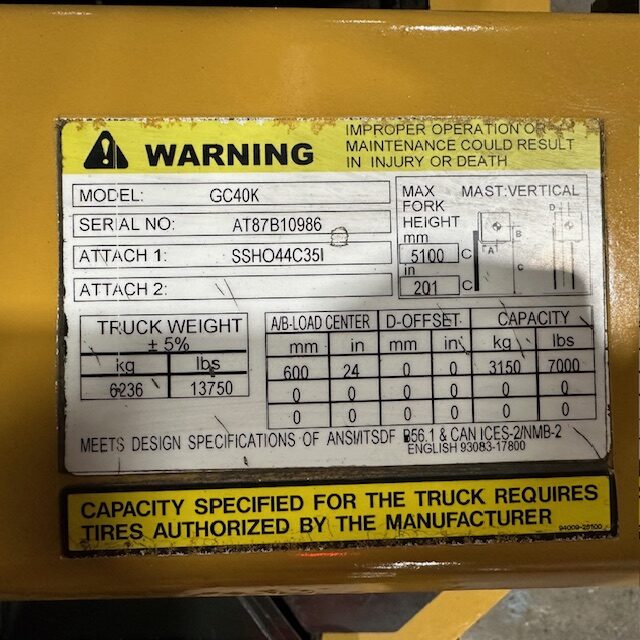 WARNING
IMPROPER OPERATION OR
MAINTENANCE COULD RESULT
IN INJURY OR DEATH
MODEL: GC40K
SERIAL NO: AT87B10986
ATTACH 1: SSHO44C35I
ATTACH 2:
MAX FORK HEIGHT
MAST:VERTICAL
mm
5100 C
in
201 C
D
B
A
C
TRUCK WEIGHT
± 5%
kg lbs
6236 13750
A/B-LOAD CENTER D-OFFSET CAPACITY
mm in mm in kg lbs
600 24 0 0 3150 7000
0 0 0 0 0 0
0 0 0 0 0 0
MEETS DESIGN SPECIFICATIONS OF ANSI/ITSDF B56.1 & CAN ICES-2/NMB-2
ENGLISH 93083-17800
CAPACITY SPECIFIED FOR THE TRUCK REQUIRES
TIRES AUTHORIZED BY THE MANUFACTURER